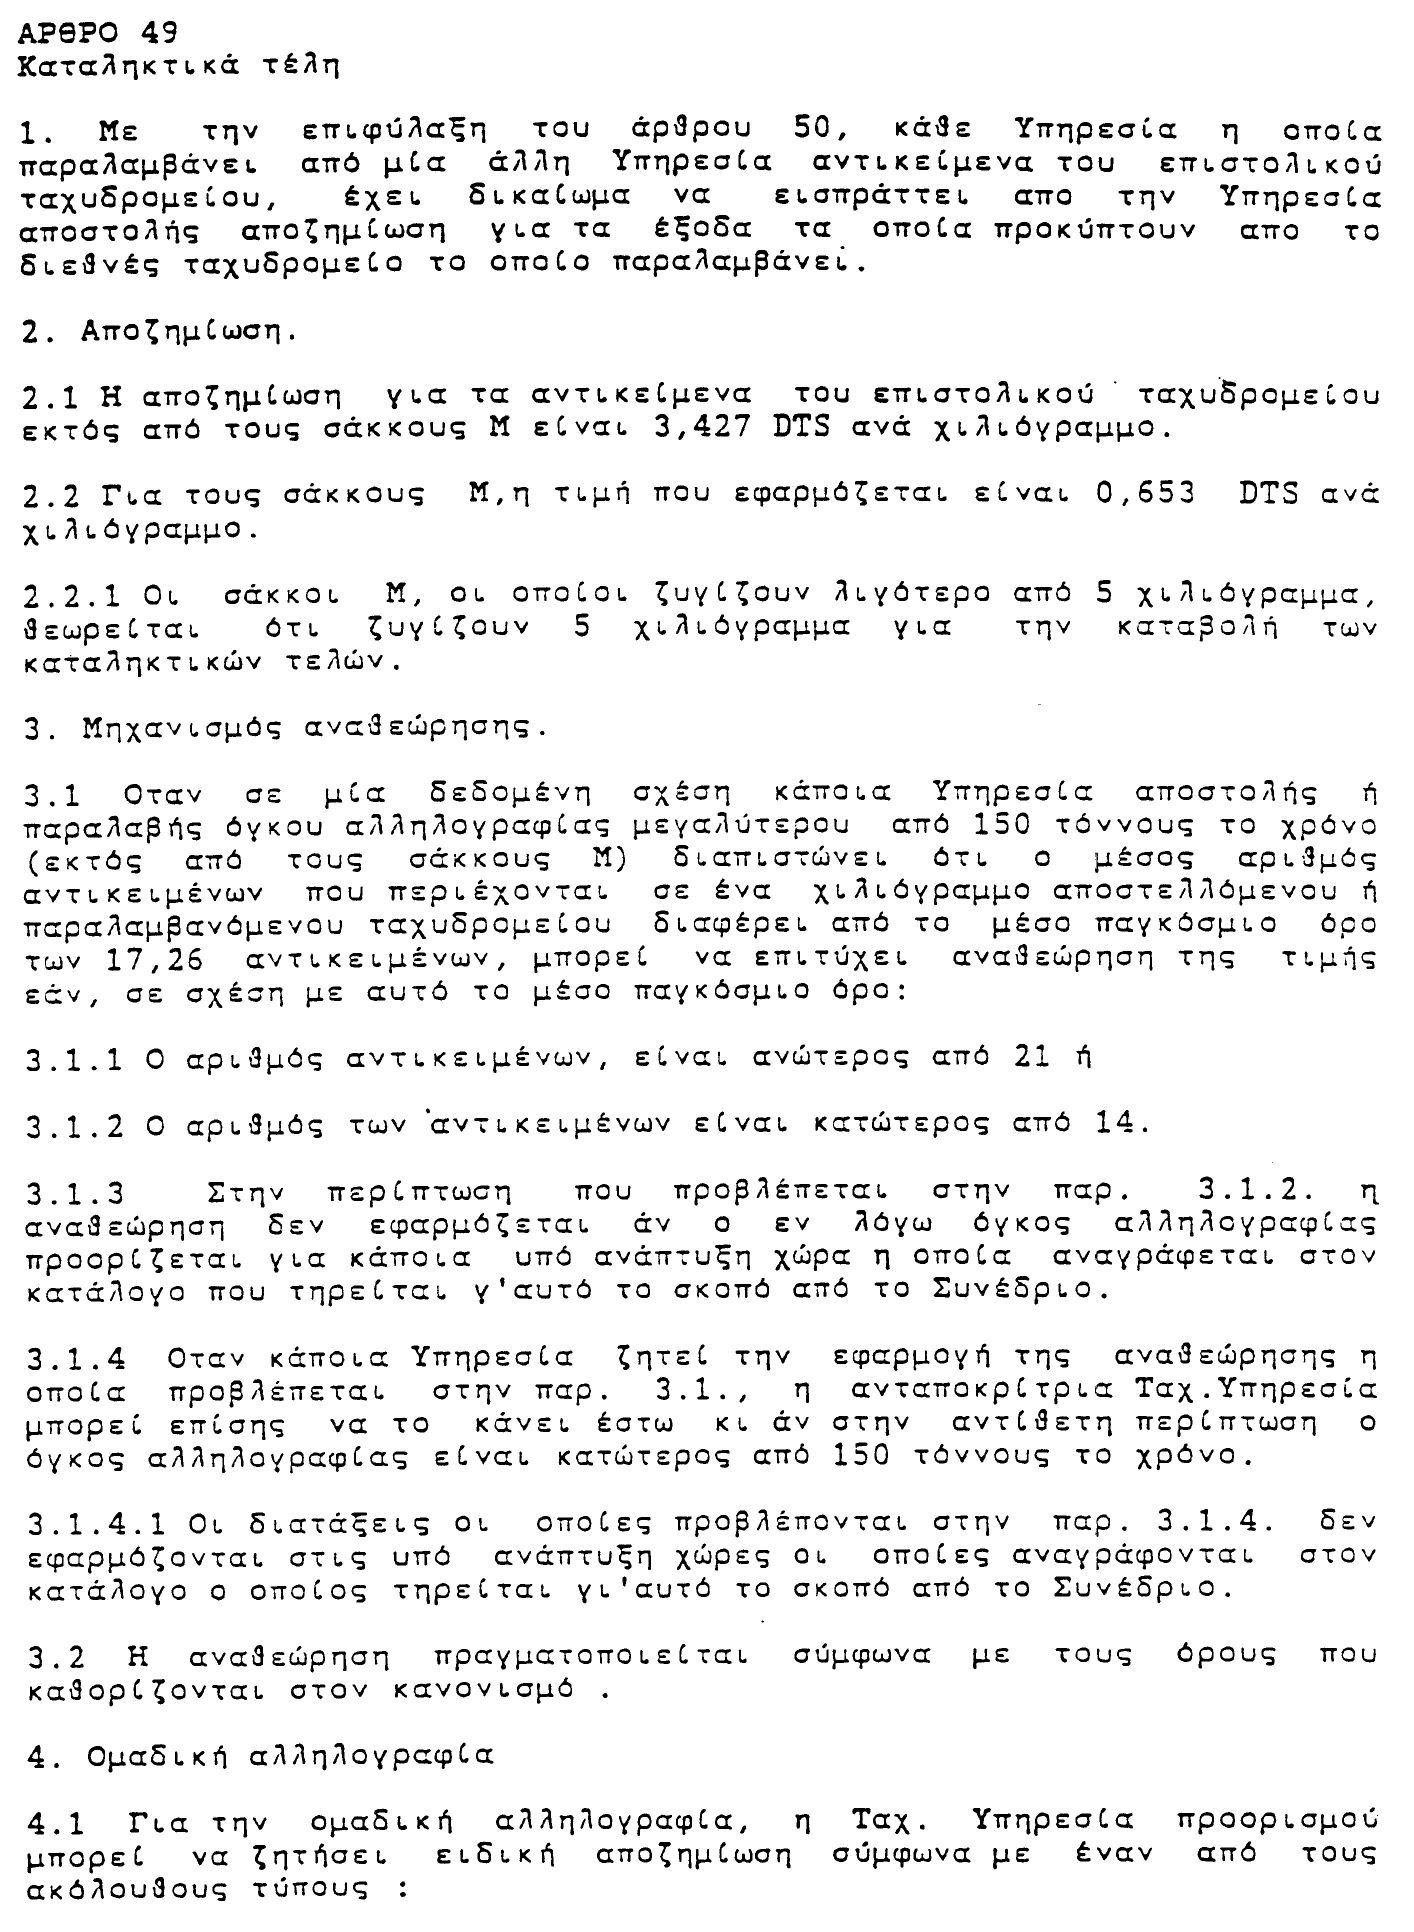 ΑΡΘΡΟ 49
Καταληκτικά τέλη
1. Με την επιφύλαξη του άρθρου 50, κάθε Υπηρεσία η οποία
παραλαμβάνει από μία άλλη Υπηρεσία αντικείμενα του επιστολικού
ταχυδρομείου, έχει δικαίωμα να εισπράττει απο την Υπηρεσία
αποστολής αποζημίωση για τα έξοδα τα οποία προκύπτουν απο το
διεθνές ταχυδρομείο το οποίο παραλαμβάνει.
2. Αποζημίωση.
2.1 Η αποζημίωση για τα αντικείμενα του επιστολικού ταχυδρομείου
εκτός από τους σάκκους Μ είναι 3,427 DTS ανά χιλιόγραμμο.
2.2 Για τους σάκκους Μ,η τιμή που εφαρμόζεται είναι 0,653 DTS ανά
χιλιόγραμμο.
2.2.1 Οι σάκκοι Μ, οι οποίοι ζυγίζουν λιγότερο από 5 χιλιόγραμμα,
θεωρείται ότι ζυγίζουν 5 χιλιόγραμμα για την καταβολή των
καταληκτικών τελών.
3. Μηχανισμός αναθεώρησης.
3.1 Οταν σε μία δεδομένη σχέση κάποια Υπηρεσία αποστολής ή
παραλαβής όγκου αλληλογραφίας μεγαλύτερου από 150 τόννους το χρόνο
(εκτός από τους σάκκους Μ) διαπιστώνει ότι ο μέσος αριθμός
αντικειμένων που περιέχονται σε ένα χιλιόγραμμο αποστελλόμενου ή
παραλαμβανόμενου ταχυδρομείου διαφέρει από το μέσο παγκόσμιο όρο
των 17,26 αντικειμένων, μπορεί να επιτύχει αναθεώρηση της τιμής
εάν, σε σχέση με αυτό το μέσο παγκόσμιο όρο:
3.1.1 Ο αριθμός αντικειμένων, είναι ανώτερος από 21 ή
3.1.2 Ο αριθμός των αντικειμένων είναι κατώτερος από 14.
3.1.3 Στην περίπτωση που προβλέπεται στην παρ. 3.1.2. η
αναθεώρηση δεν εφαρμόζεται άν ο εν λόγω όγκος αλληλογραφίας
προορίζεται για κάποια υπό ανάπτυξη χώρα η οποία αναγράφεται στον
κατάλογο που τηρείται γ'αυτό το σκοπό από το Συνέδριο.
3.1.4 Οταν κάποια Υπηρεσία ζητεί την εφαρμογή της αναθεώρησης η
οποία προβλέπεται στην παρ. 3.1., η ανταποκρίτρια Ταχ.Υπηρεσία
μπορεί επίσης να το κάνει έστω κι άν στην αντίθετη περίπτωση ο
όγκος αλληλογραφίας είναι κατώτερος από 150 τόννους το χρόνο.
3.1.4.1 Οι διατάξεις οι οποίες προβλέπονται στην παρ. 3.1.4. δεν
εφαρμόζονται στις υπό ανάπτυξη χώρες οι οποίες αναγράφονται στον
κατάλογο ο οποίος τηρείται γι'αυτό το σκοπό από το Συνέδριο.
3.2 Η αναθεώρηση πραγματοποιείται σύμφωνα με τους όρους που
καθορίζονται στον κανονισμό .
4. Ομαδική αλληλογραφία
4.1 Για την ομαδική αλληλογραφία, η Ταχ. Υπηρεσία προορισμού
μπορεί να ζητήσει ειδική αποζημίωση σύμφωνα με έναν από τους
ακόλουθους τύπους :